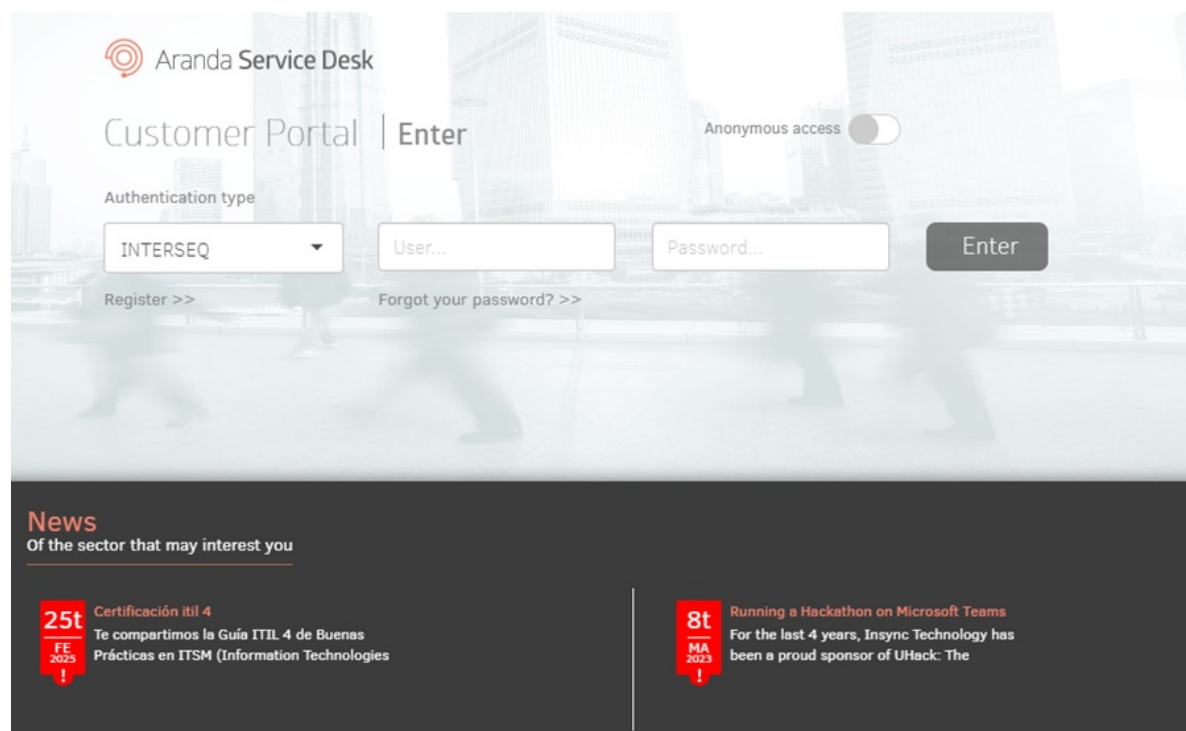 Aranda Service Desk
Customer Portal | Enter
Anonymous access
Authentication type
INTERSEQ
User...
Password...
Enter
Register >>
Forgot your password? >>
News
Of the sector that may interest you
25t
FE
2025
!
Certificación itil 4
Te compartimos la Guía ITIL 4 de Buenas
Prácticas en ITSM (Information Technologies
8t
MA
2023
!
Running a Hackathon on Microsoft Teams
For the last 4 years, Insync Technology has
been a proud sponsor of UHack: The